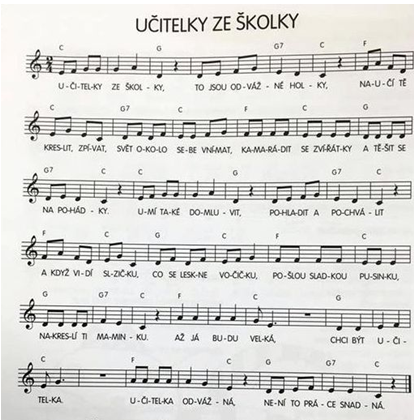 UČITELKY ZE ŠKOLKY
C G G7 C F
U-ČI-TEL-KY ZE ŠKOL-KY, TO JSOU OD-VÁŽ-NÉ HOL-KY, NA-U-ČÍ TĚ
C G7 C F C
KRES-LIT, ZPÍ-VAT, SVĚT O-KO-LO SE-BE VNÍ-MAT, KA-MA-RÁ-DIT SE ZVÍ-ŘÁT-KY A TĚ-ŠIT SE
G7 C G G7 C
NA PO-HÁD-KY. U-MÍ TA-KÉ DO-MLU-VIT, PO-HLA-DIT A PO-CHVÁ-LIT
F C G7 C F C
A KDYŽ VI-DÍ SLZ-IČ-KU, CO SE LESK-NE VO-ČIČ-KU, PO-ŠLOU SLAD-KOU PU-SIN-KU,
G7 C F C G
NA-KRES-LÍ TI MA-MIN-KU. AŽ JÁ BU-DU VEL-KÁ, CHCI BÝT U-ČI-
C F C G C
TEL-KA. U-ČI-TEL-KA OD-VÁŽ-NÁ, NE-NÍ TO PRÁ-CE SNAD-NÁ.